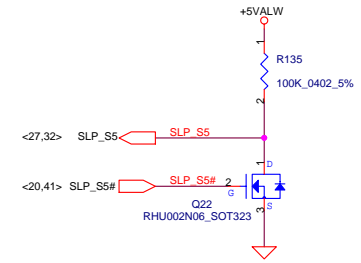 +5VALW
1
R135
100K_0402_5%
2
<27,32> SLP_S5 SLP_S5
1 D
<20,41> SLP_S5# SLP_S5# 2 G
Q22
3 S
RHU002N06_SOT323